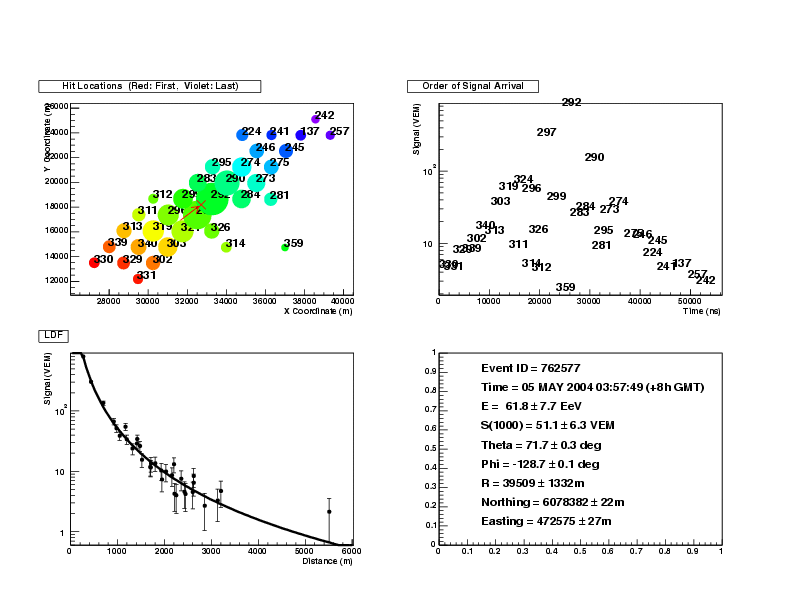 Hit Locations (Red: First, Violet: Last)
Y Coordinate (m)
26000
24000
22000
20000
18000
16000
14000
12000
242
224 241 137 257
246 245
295 274 275
283 290 273
312 292 284 281
311 296
313 319 326
339 340 303 314 359
330 329 302
331
28000 30000 32000 34000 36000 38000 40000
X Coordinate (m)
Order of Signal Arrival
Signal (VEM)
10²
10
292
297
290
324
319 296
303 299 274
284 273
283
340 313 326 295 246
302 245
311 281
339 224
331 314 312 241 137
257
242
359
0 10000 20000 30000 40000 50000
Time (ns)
LDF
Signal (VEM)
10²
10
1
0 1000 2000 3000 4000 5000 6000
Distance (m)
1
0.9
0.8
0.7
0.6
0.5
0.4
0.3
0.2
0.1
0
Event ID = 762577
Time = 05 MAY 2004 03:57:49 (+8h GMT)
E = 61.8 ± 7.7 EeV
S(1000) = 51.1 ± 6.3 VEM
Theta = 71.7 ± 0.3 deg
Phi = -128.7 ± 0.1 deg
R = 39509 ± 1332m
Northing = 6078382 ± 22m
Easting = 472575 ± 27m
0 0.1 0.2 0.3 0.4 0.5 0.6 0.7 0.8 0.9 1